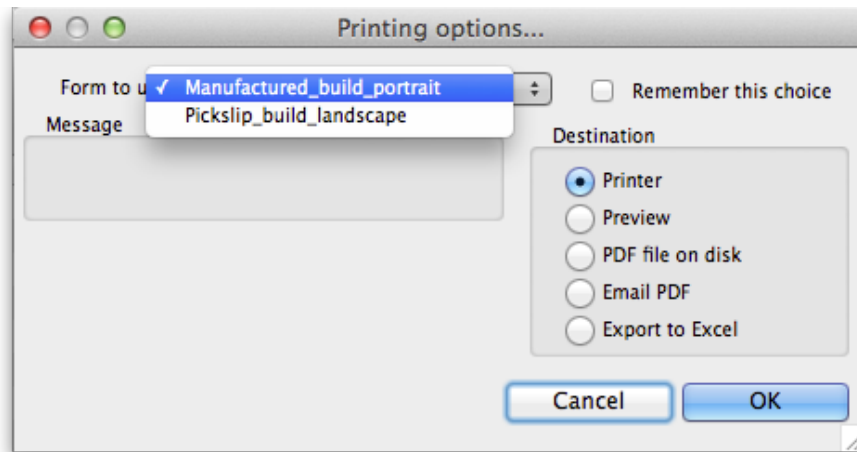 Printing options...
Form to u ✓ Manufactured_build_portrait
Remember this choice
Pickslip_build_landscape
Message
Destination
Printer
Preview
PDF file on disk
Email PDF
Export to Excel
Cancel
OK